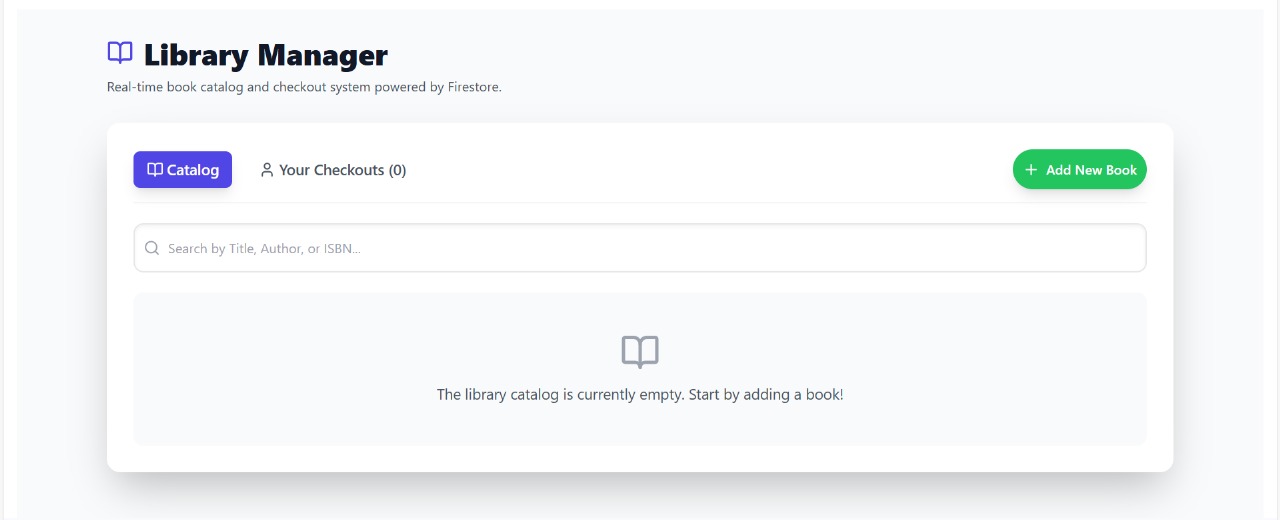 Library Manager
Real-time book catalog and checkout system powered by Firestore.
Catalog
Your Checkouts (0)
Add New Book
Search by Title, Author, or ISBN...
The library catalog is currently empty. Start by adding a book!